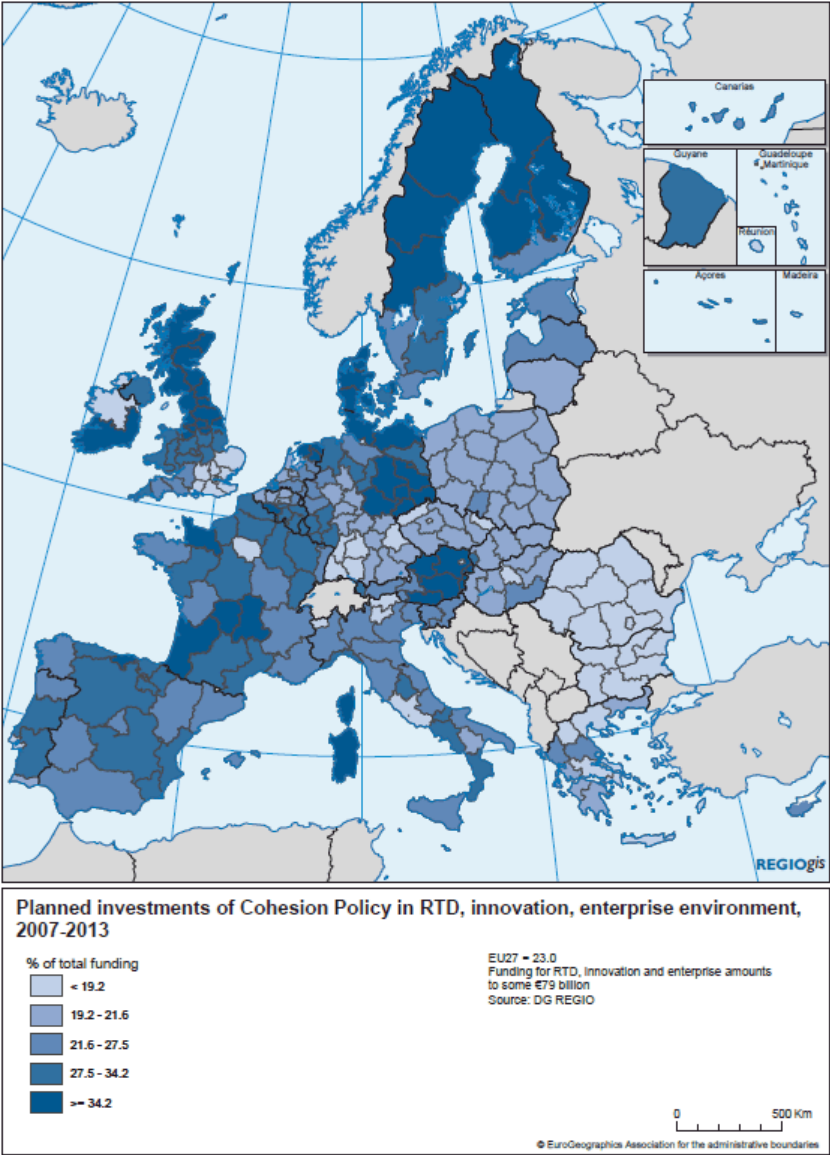 Canarias
Guyane
Guadeloupe
Martinique
Réunion
Açores
Madeira
REGIOgis
Planned investments of Cohesion Policy in RTD, innovation, enterprise environment,
2007-2013
% of total funding
< 19.2
19.2 - 21.6
21.6 - 27.5
27.5 - 34.2
>= 34.2
EU27 = 23.0
Funding for RTD, innovation and enterprise amounts
to some €79 billion
Source: DG REGIO
0 500 Km
© EuroGeographics Association for the administrative boundaries